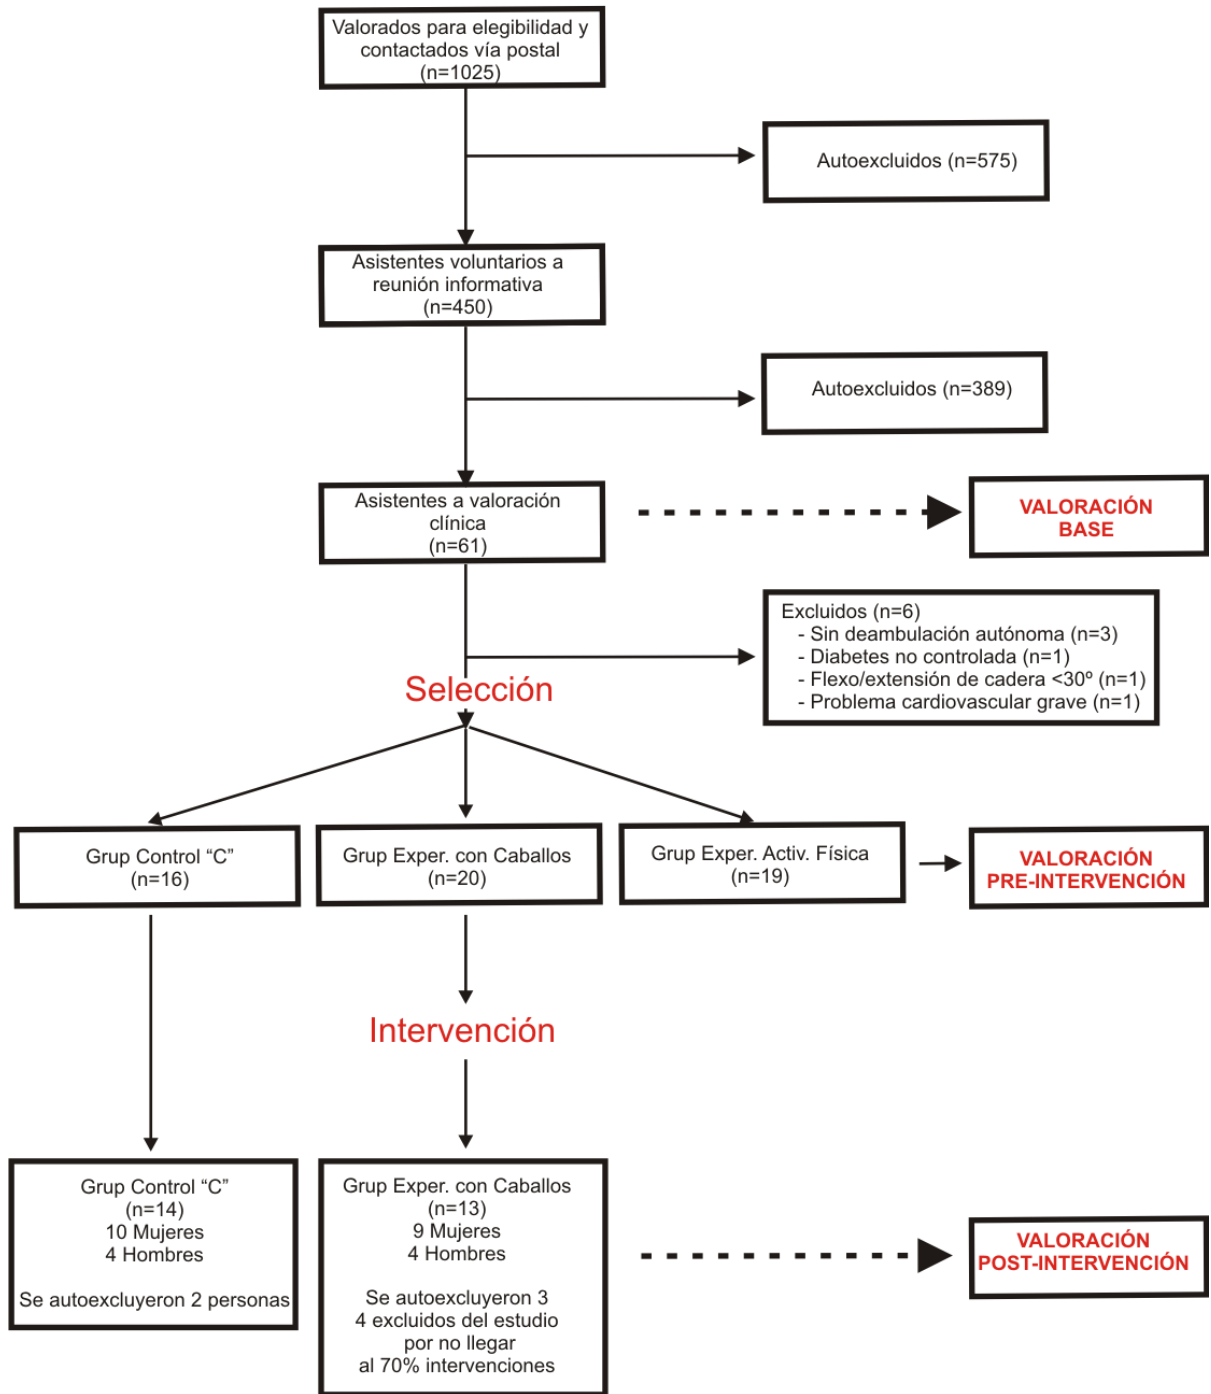 Valorados para elegibilidad y
contactados vía postal
(n=1025)
Autoexcluidos (n=575)
Asistentes voluntarios a
reunión informativa
(n=450)
Autoexcluidos (n=389)
Asistentes a valoración
clínica
(n=61)
VALORACIÓN
BASE
Excluidos (n=6)
- Sin deambulación autónoma (n=3)
- Diabetes no controlada (n=1)
- Flexo/extensión de cadera <30º (n=1)
- Problema cardiovascular grave (n=1)
Selección
Grup Control “C”
(n=16)
Grup Exper. con Caballos
(n=20)
Grup Exper. Activ. Física
(n=19)
VALORACIÓN
PRE-INTERVENCIÓN
Intervención
Grup Control “C”
(n=14)
10 Mujeres
4 Hombres
Se autoexcluyeron 2 personas
Grup Exper. con Caballos
(n=13)
9 Mujeres
4 Hombres
Se autoexcluyeron 3
4 excluidos del estudio
por no llegar
al 70% intervenciones
VALORACIÓN
POST-INTERVENCIÓN